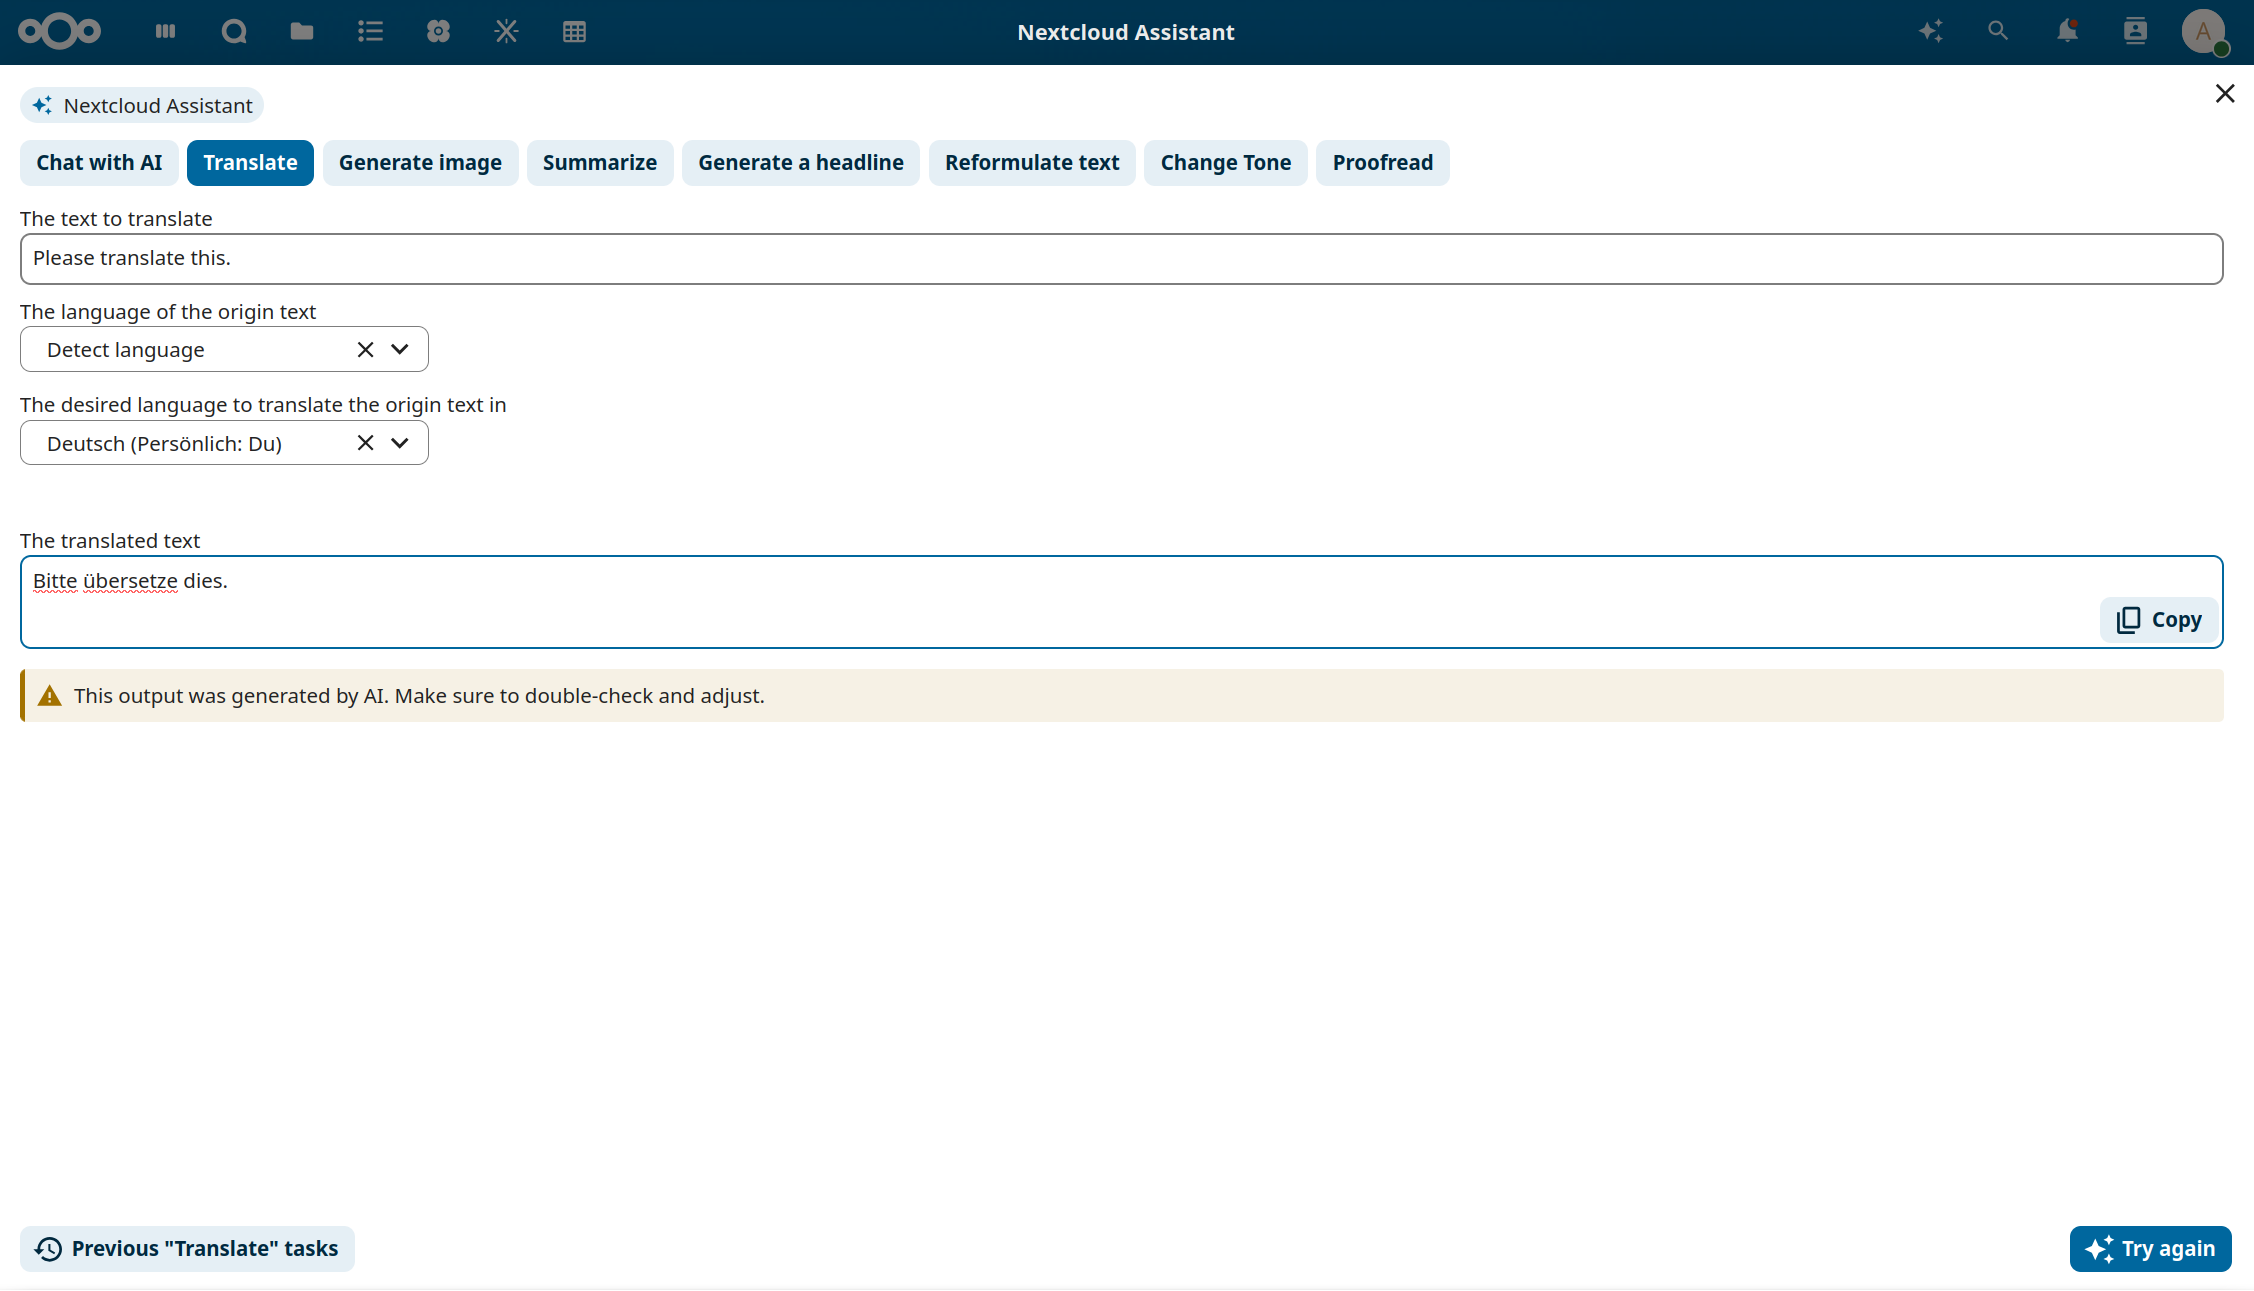 Nextcloud Assistant
A
Nextcloud Assistant
Chat with AI
Translate
Generate image
Summarize
Generate a headline
Reformulate text
Change Tone
Proofread
The text to translate
Please translate this.
The language of the origin text
Detect language
The desired language to translate the origin text in
Deutsch (Persönlich: Du)
The translated text
Bitte übersetze dies.
Copy
This output was generated by AI. Make sure to double-check and adjust.
Previous "Translate" tasks
Try again